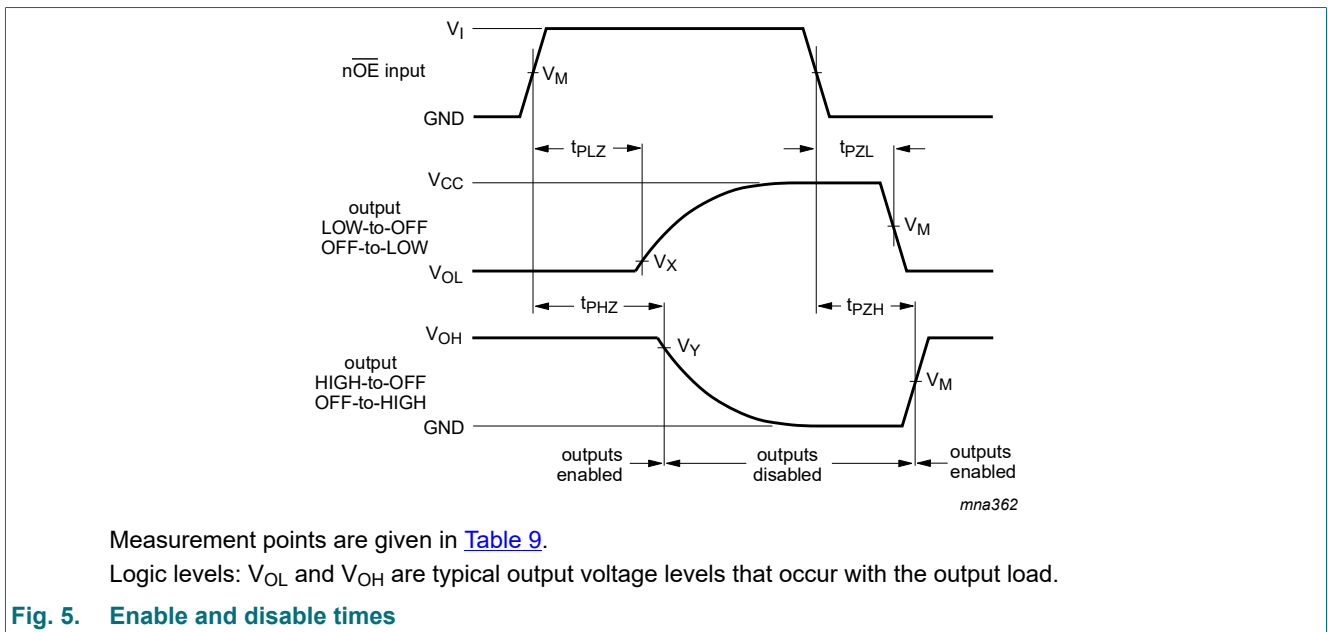 VI
nOE input
VM
GND
tPLZ
tPZL
VCC
output
LOW-to-OFF
OFF-to-LOW
VM
VX
VOL
tPHZ
tPZH
VOH
VY
output
HIGH-to-OFF
OFF-to-HIGH
VM
GND
outputs
enabled
outputs
disabled
outputs
enabled
mna362
Measurement points are given in Table 9.
Logic levels: VOL and VOH are typical output voltage levels that occur with the output load.
Fig. 5. Enable and disable times